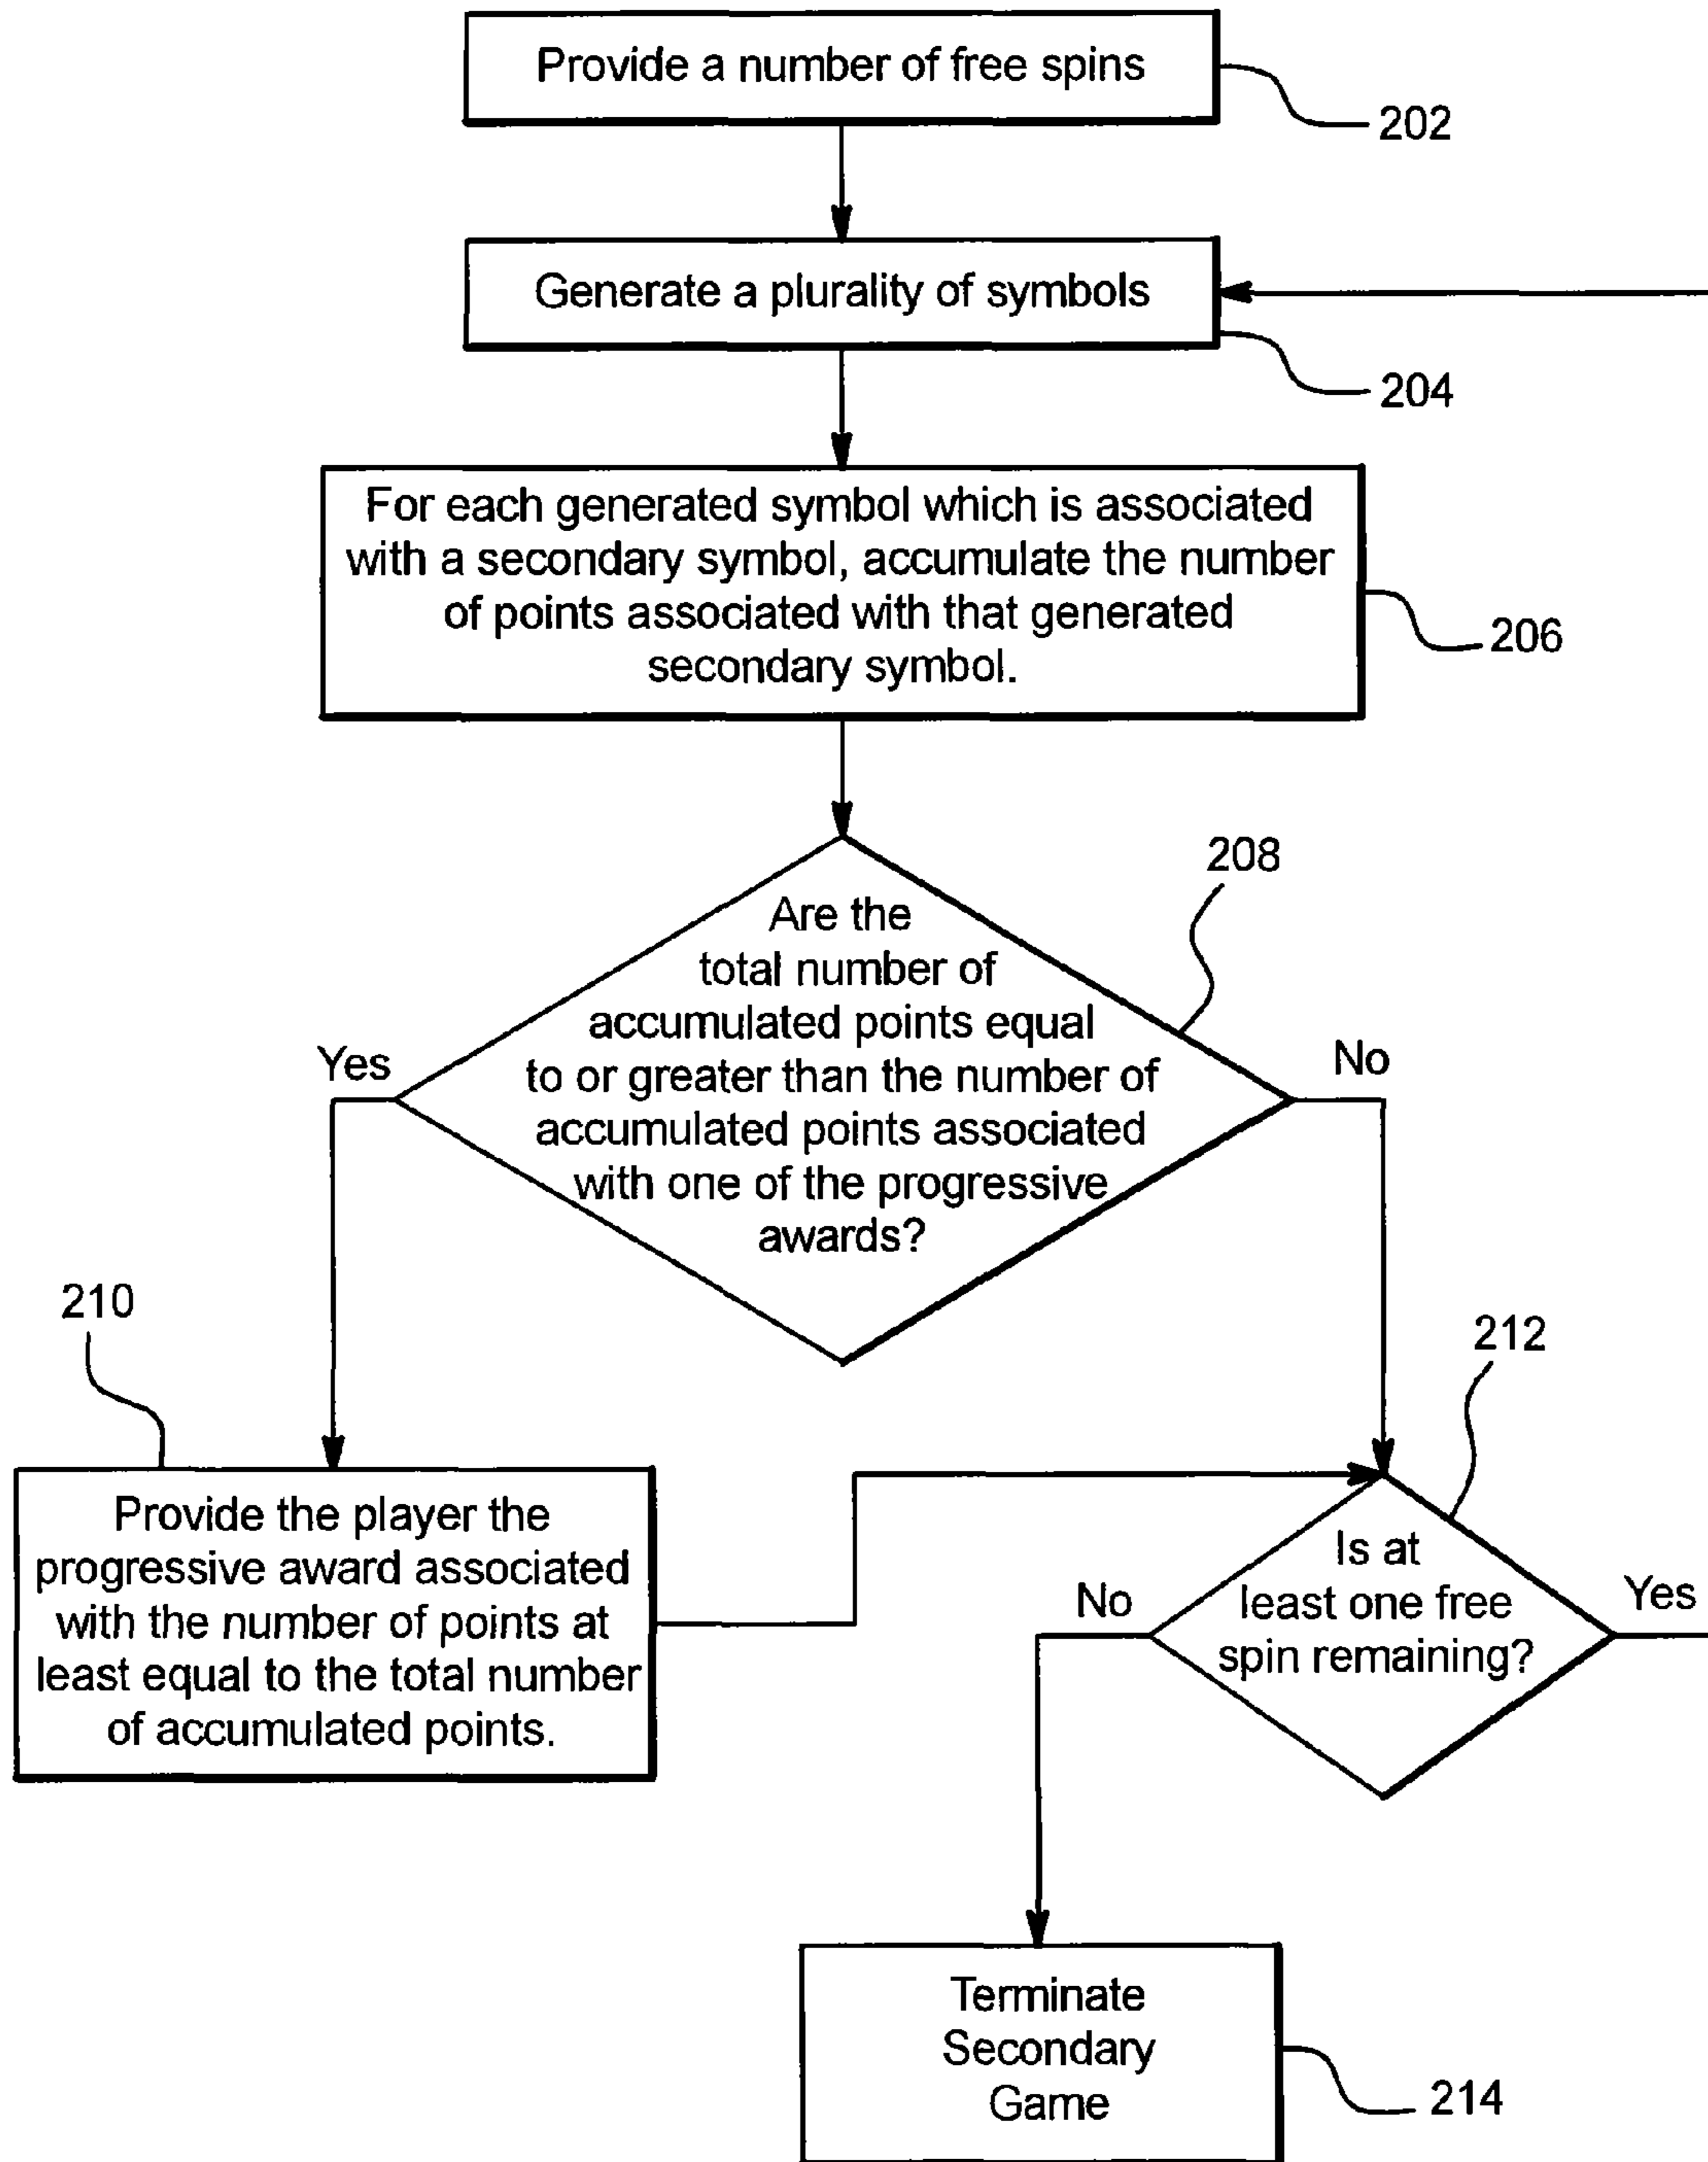 Provide a number of free spins
202
Generate a plurality of symbols
204
For each generated symbol which is associated
with a secondary symbol, accumulate the number
of points associated with that generated
secondary symbol.
206
208
Are the
total number of
accumulated points equal
to or greater than the number of
accumulated points associated
with one of the progressive
awards?
Yes
No
210
Provide the player the
progressive award associated
with the number of points at
least equal to the total number
of accumulated points.
212
Is at
least one free
spin remaining?
No
Yes
Terminate
Secondary
Game
214